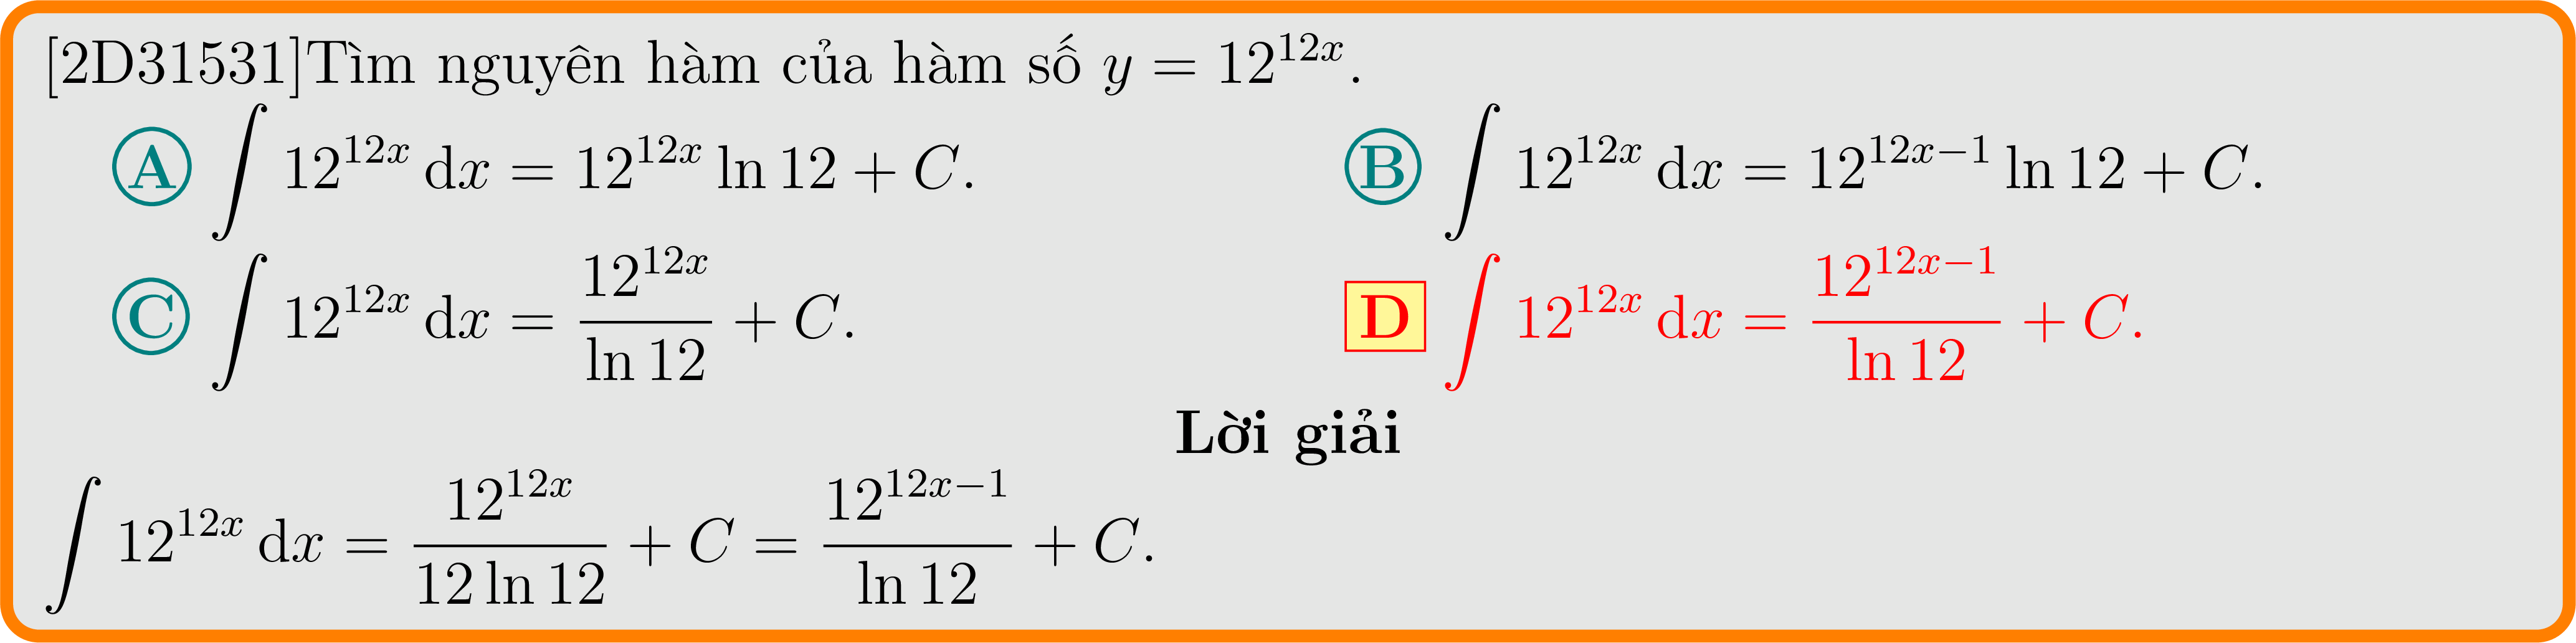 [2D31531]Tìm nguyên hàm của hàm số $y = 12^{12x}$.
Ⓐ $\int 12^{12x}\,\mathrm{d}x = 12^{12x}\ln 12 + C$. Ⓑ $\int 12^{12x}\,\mathrm{d}x = 12^{12x-1}\ln 12 + C$.
Ⓒ $\int 12^{12x}\,\mathrm{d}x = \frac{12^{12x}}{\ln 12} + C$. D $\int 12^{12x}\,\mathrm{d}x = \frac{12^{12x-1}}{\ln 12} + C$.
Lời giải
$\int 12^{12x}\,\mathrm{d}x = \frac{12^{12x}}{12\ln 12} + C = \frac{12^{12x-1}}{\ln 12} + C$.